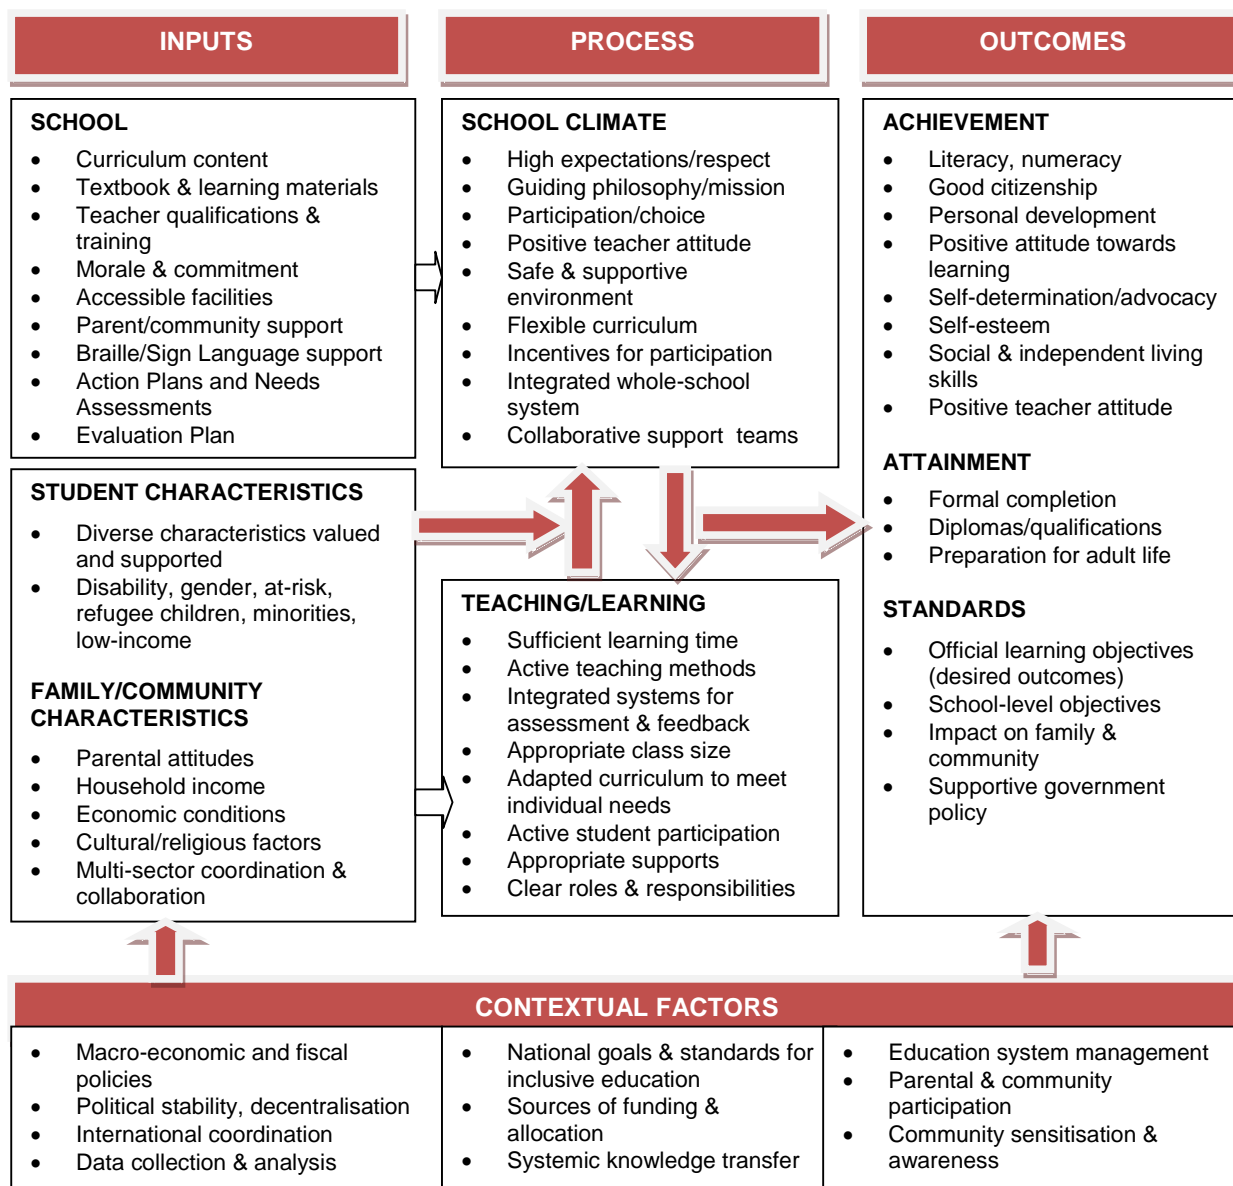 INPUTS
PROCESS
OUTCOMES
SCHOOL
• Curriculum content
• Textbook & learning materials
• Teacher qualifications &
training
• Morale & commitment
• Accessible facilities
• Parent/community support
• Braille/Sign Language support
• Action Plans and Needs
Assessments
• Evaluation Plan
STUDENT CHARACTERISTICS
• Diverse characteristics valued
and supported
• Disability, gender, at-risk,
refugee children, minorities,
low-income
FAMILY/COMMUNITY
CHARACTERISTICS
• Parental attitudes
• Household income
• Economic conditions
• Cultural/religious factors
• Multi-sector coordination &
collaboration
SCHOOL CLIMATE
• High expectations/respect
• Guiding philosophy/mission
• Participation/choice
• Positive teacher attitude
• Safe & supportive
environment
• Flexible curriculum
• Incentives for participation
• Integrated whole-school
system
• Collaborative support teams
TEACHING/LEARNING
• Sufficient learning time
• Active teaching methods
• Integrated systems for
assessment & feedback
• Appropriate class size
• Adapted curriculum to meet
individual needs
• Active student participation
• Appropriate supports
• Clear roles & responsibilities
ACHIEVEMENT
• Literacy, numeracy
• Good citizenship
• Personal development
• Positive attitude towards
learning
• Self-determination/advocacy
• Self-esteem
• Social & independent living
skills
• Positive teacher attitude
ATTAINMENT
• Formal completion
• Diplomas/qualifications
• Preparation for adult life
STANDARDS
• Official learning objectives
(desired outcomes)
• School-level objectives
• Impact on family &
community
• Supportive government
policy
CONTEXTUAL FACTORS
• Macro-economic and fiscal
policies
• Political stability, decentralisation
• International coordination
• Data collection & analysis
• National goals & standards for
inclusive education
• Sources of funding &
allocation
• Systemic knowledge transfer
• Education system management
• Parental & community
participation
• Community sensitisation &
awareness